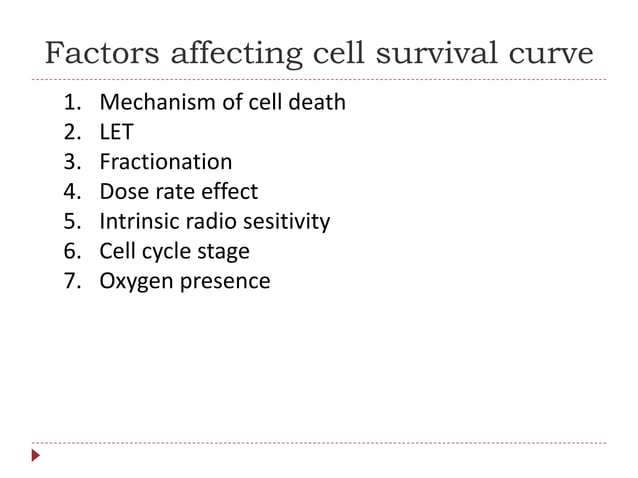 Factors affecting cell survival curve
1. Mechanism of cell death
2. LET
3. Fractionation
4. Dose rate effect
5. Intrinsic radio sesitivity
6. Cell cycle stage
7. Oxygen presence